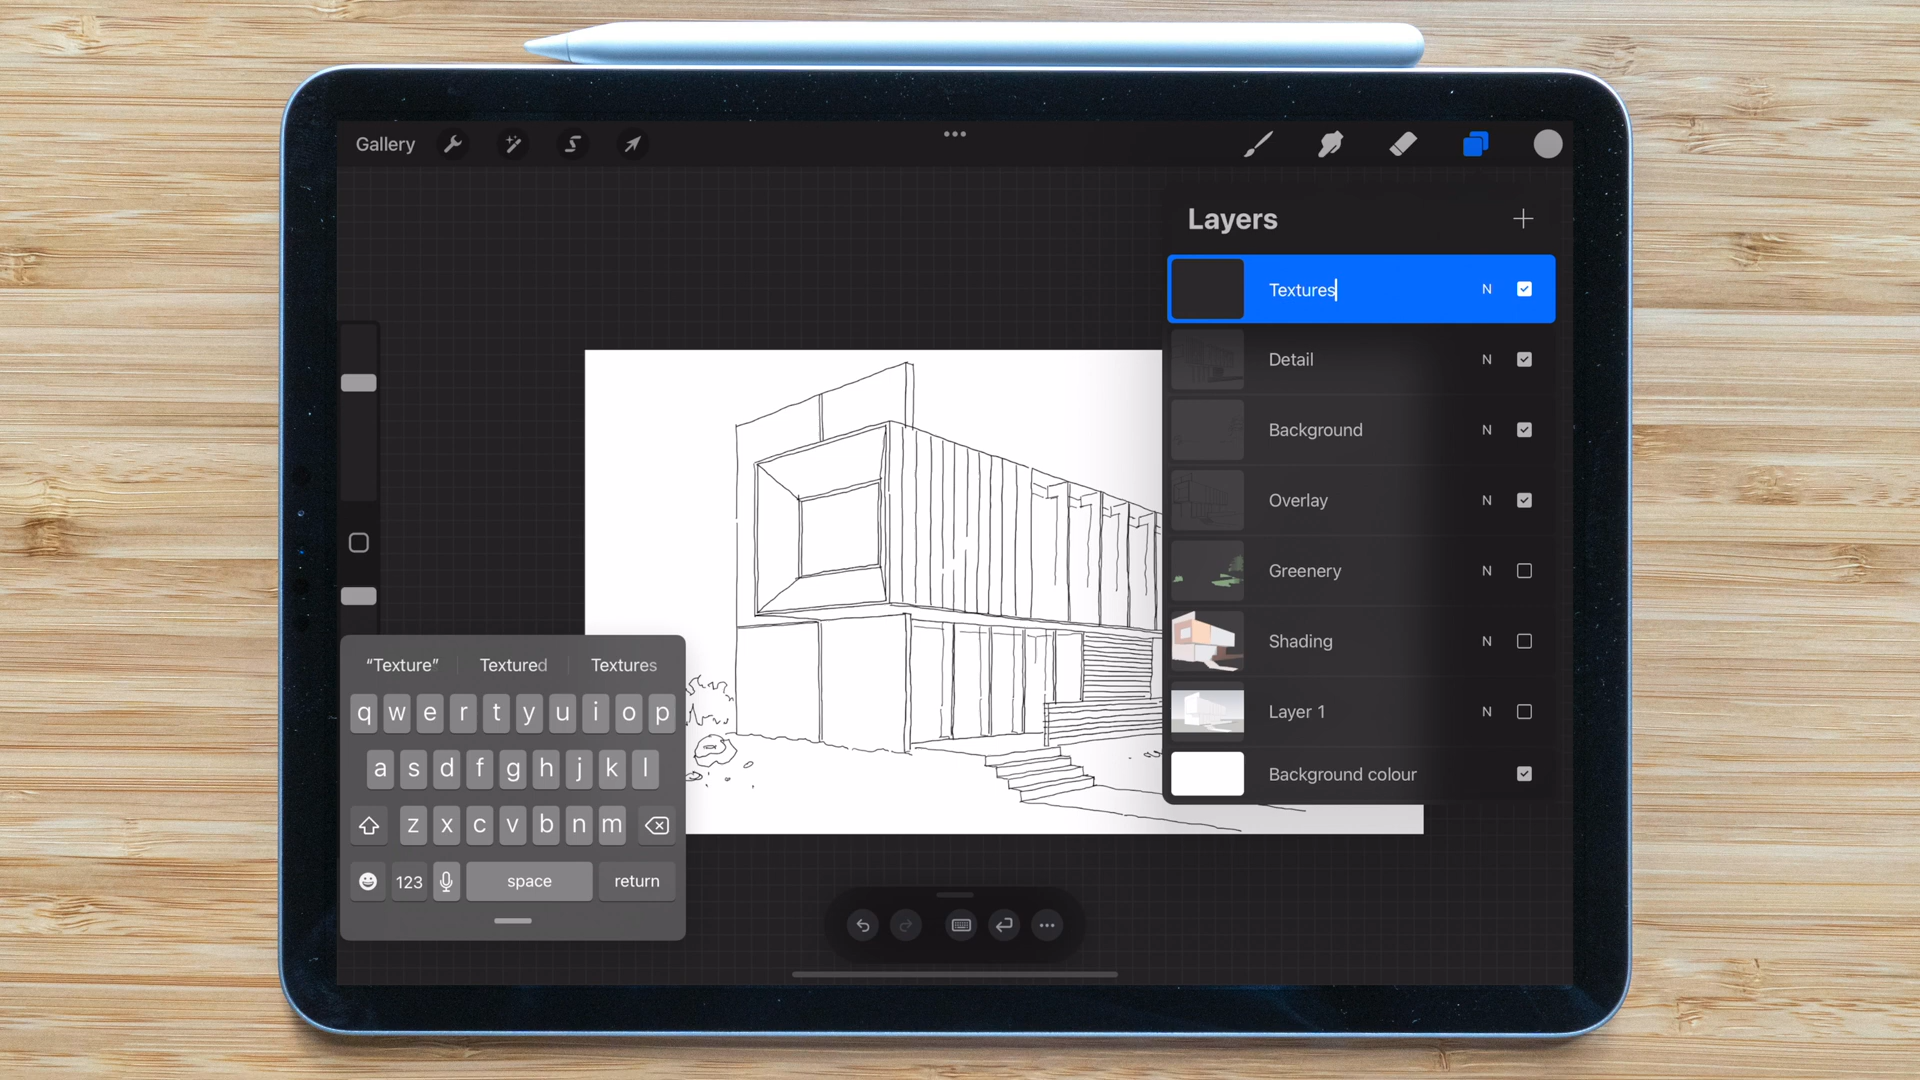 Gallery
Layers
Textures N
Detail N
Background N
Overlay N
Greenery N
Shading N
Layer 1 N
Background colour
“Texture” Textured Textures
q w e r t y u i o p
a s d f g h j k l
z x c v b n m
123 space return